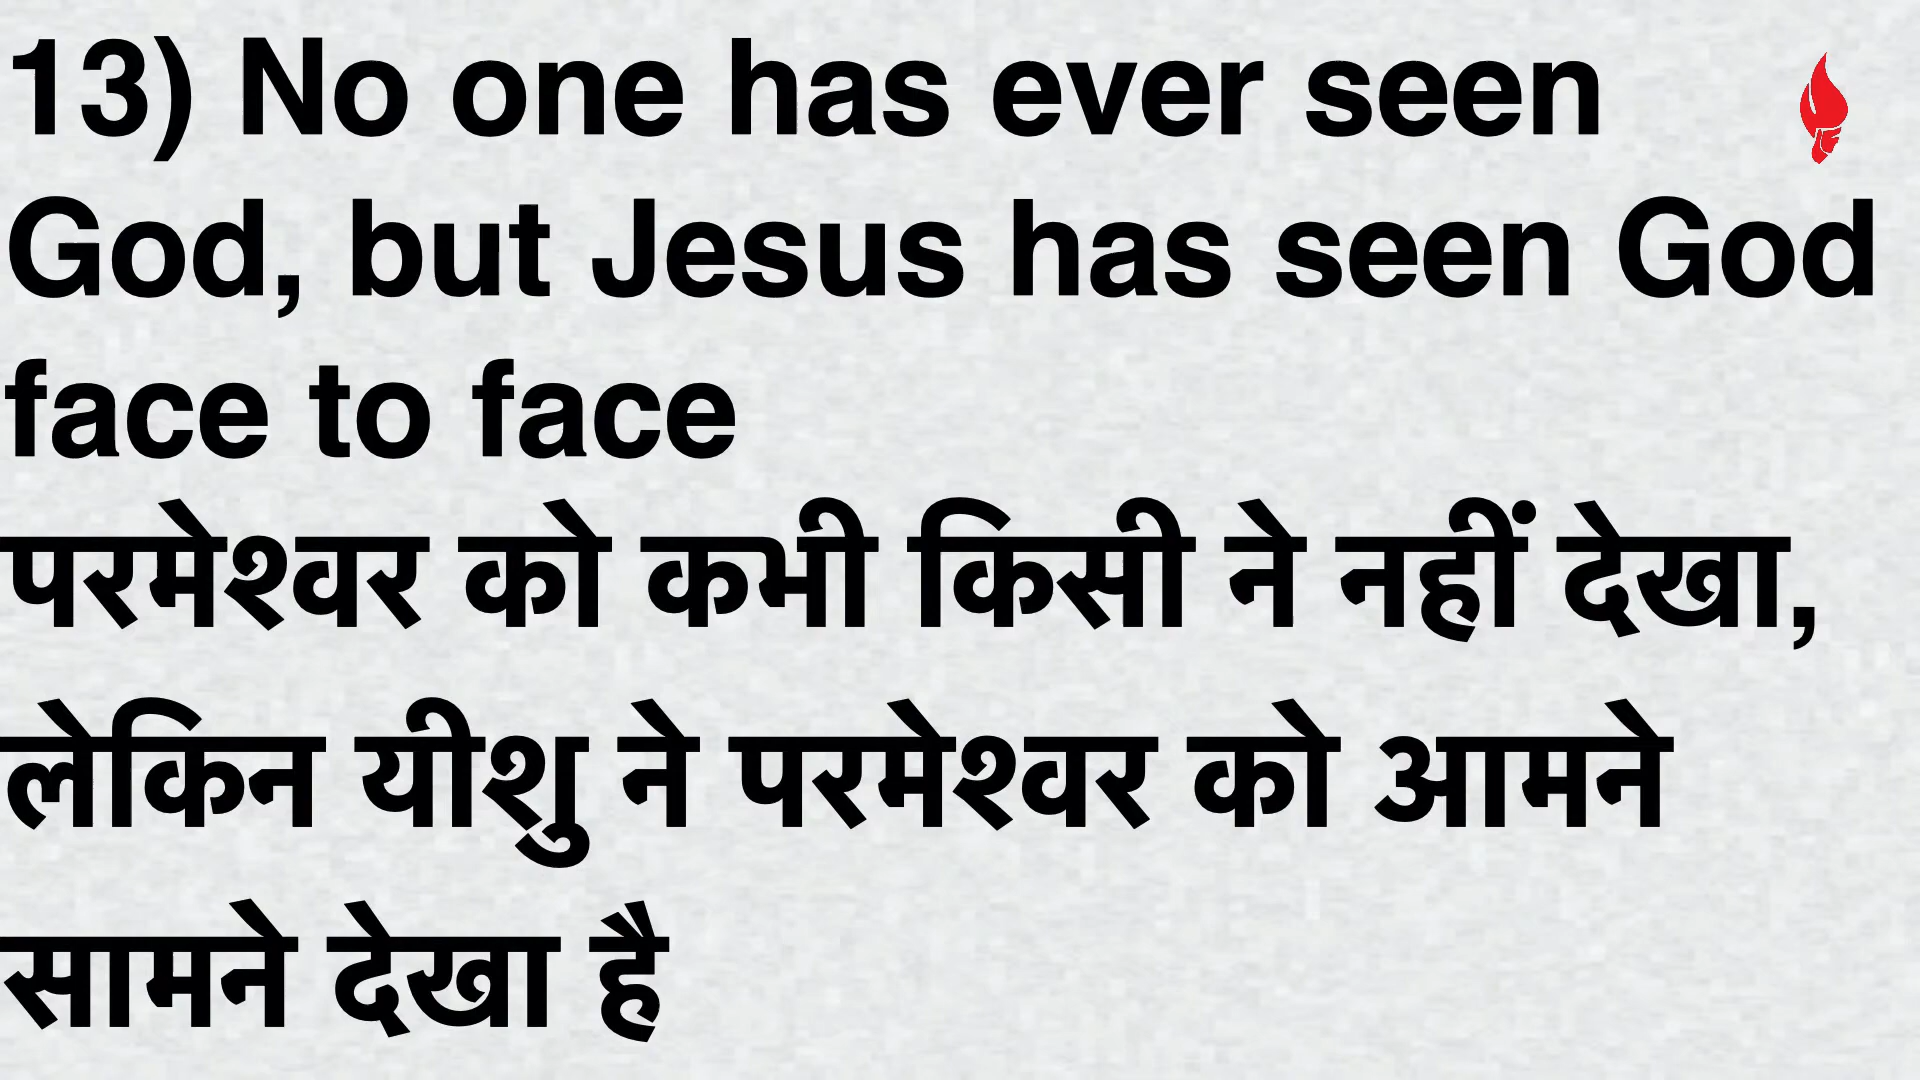 13) No one has ever seen
God, but Jesus has seen God
face to face
परमेश्वर को कभी किसी ने नहीं देखा,
लेकिन यीशु ने परमेश्वर को आमने
सामने देखा है